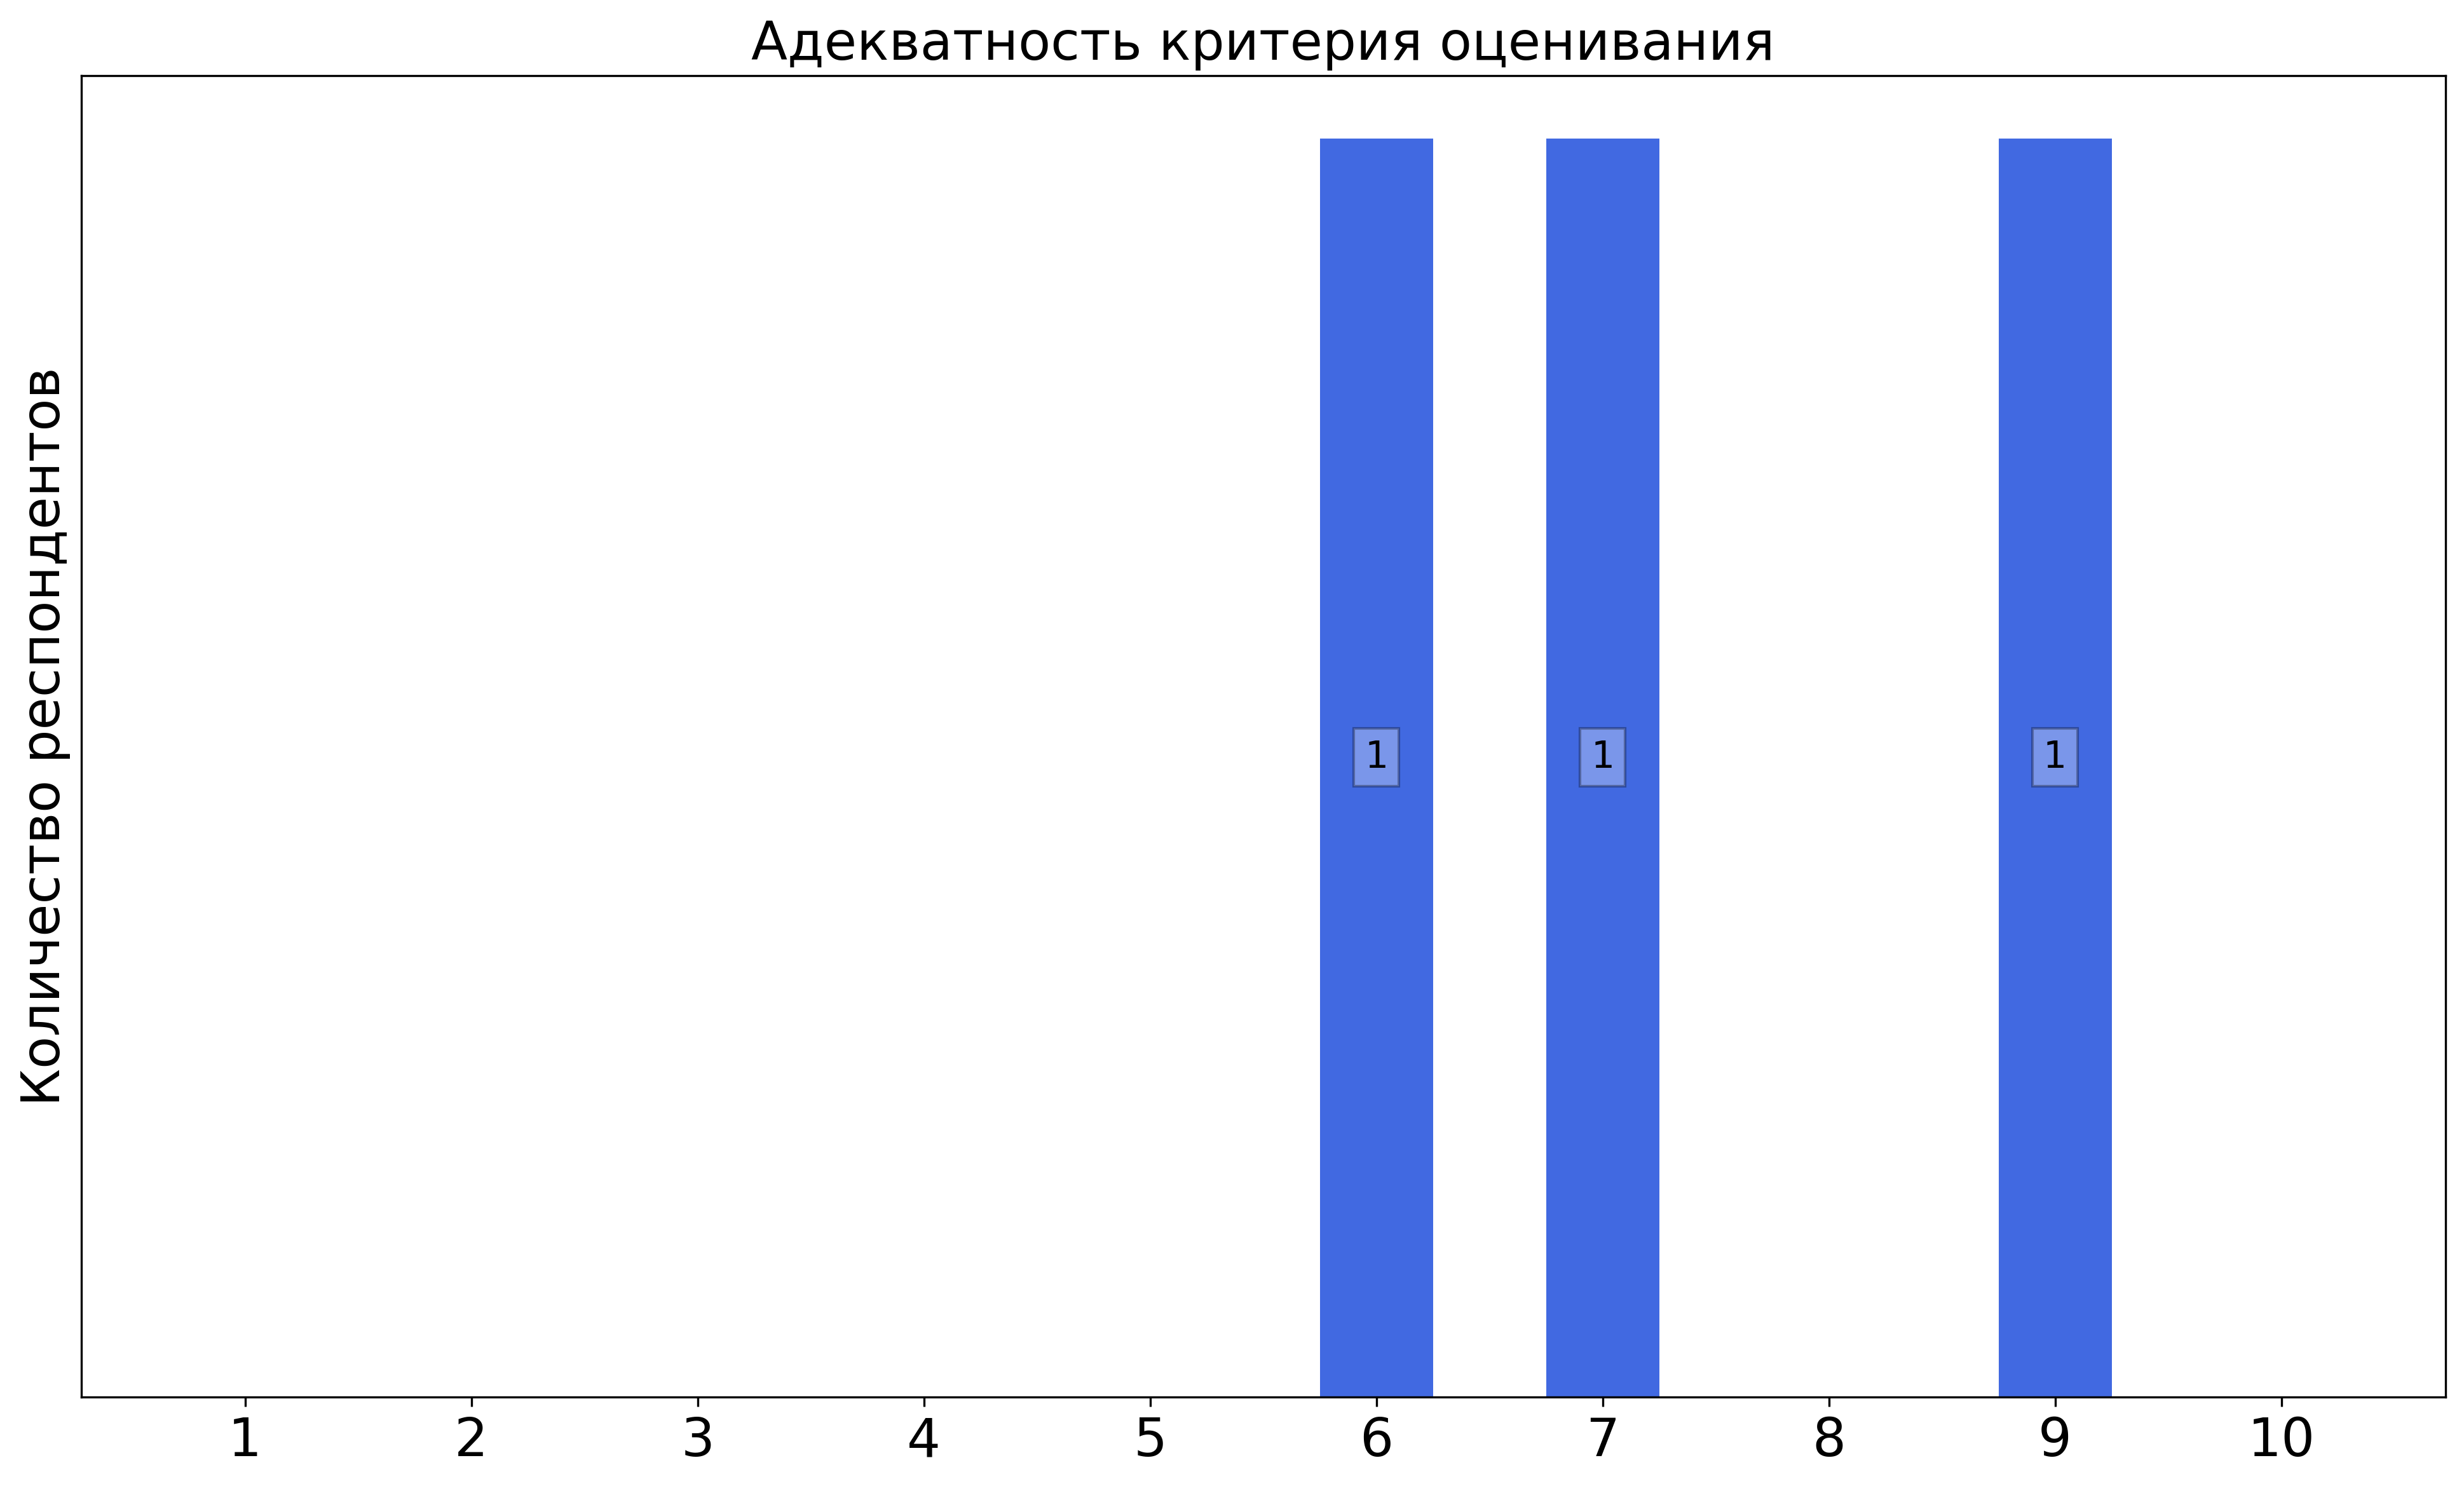 Адекватность критерия оценивания
Количество респондентов
1 1 1
1 2 3 4 5 6 7 8 9 10